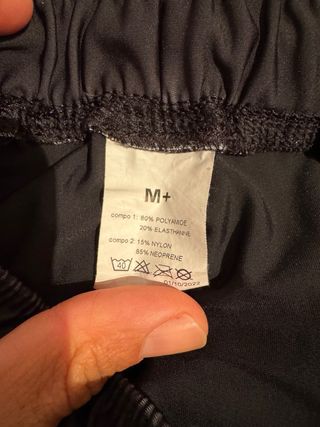 M+
compo 1: 80% POLYAMIDE
20% ELASTHANNE
compo 2: 15% NYLON
85% NEOPRENE
40
01/10/2022